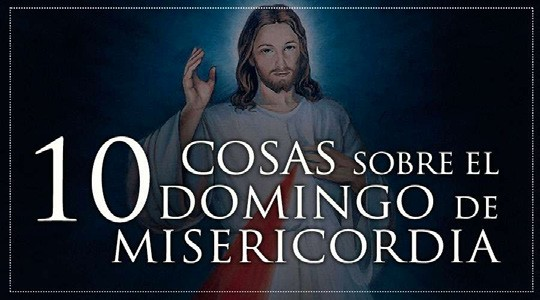 10 COSAS SOBRE EL
DOMINGO DE
MISERICORDIA